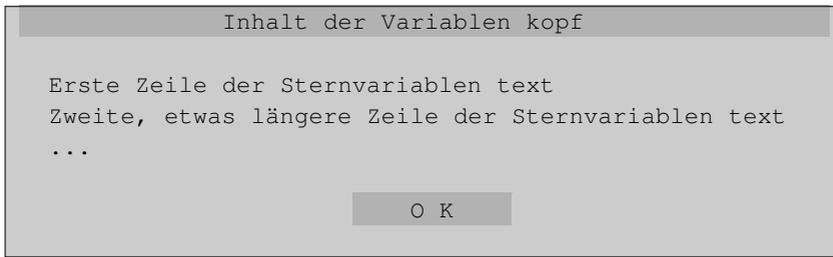 Inhalt der Variablen kopf
Erste Zeile der Sternvariablen text
Zweite, etwas längere Zeile der Sternvariablen text
...
O K